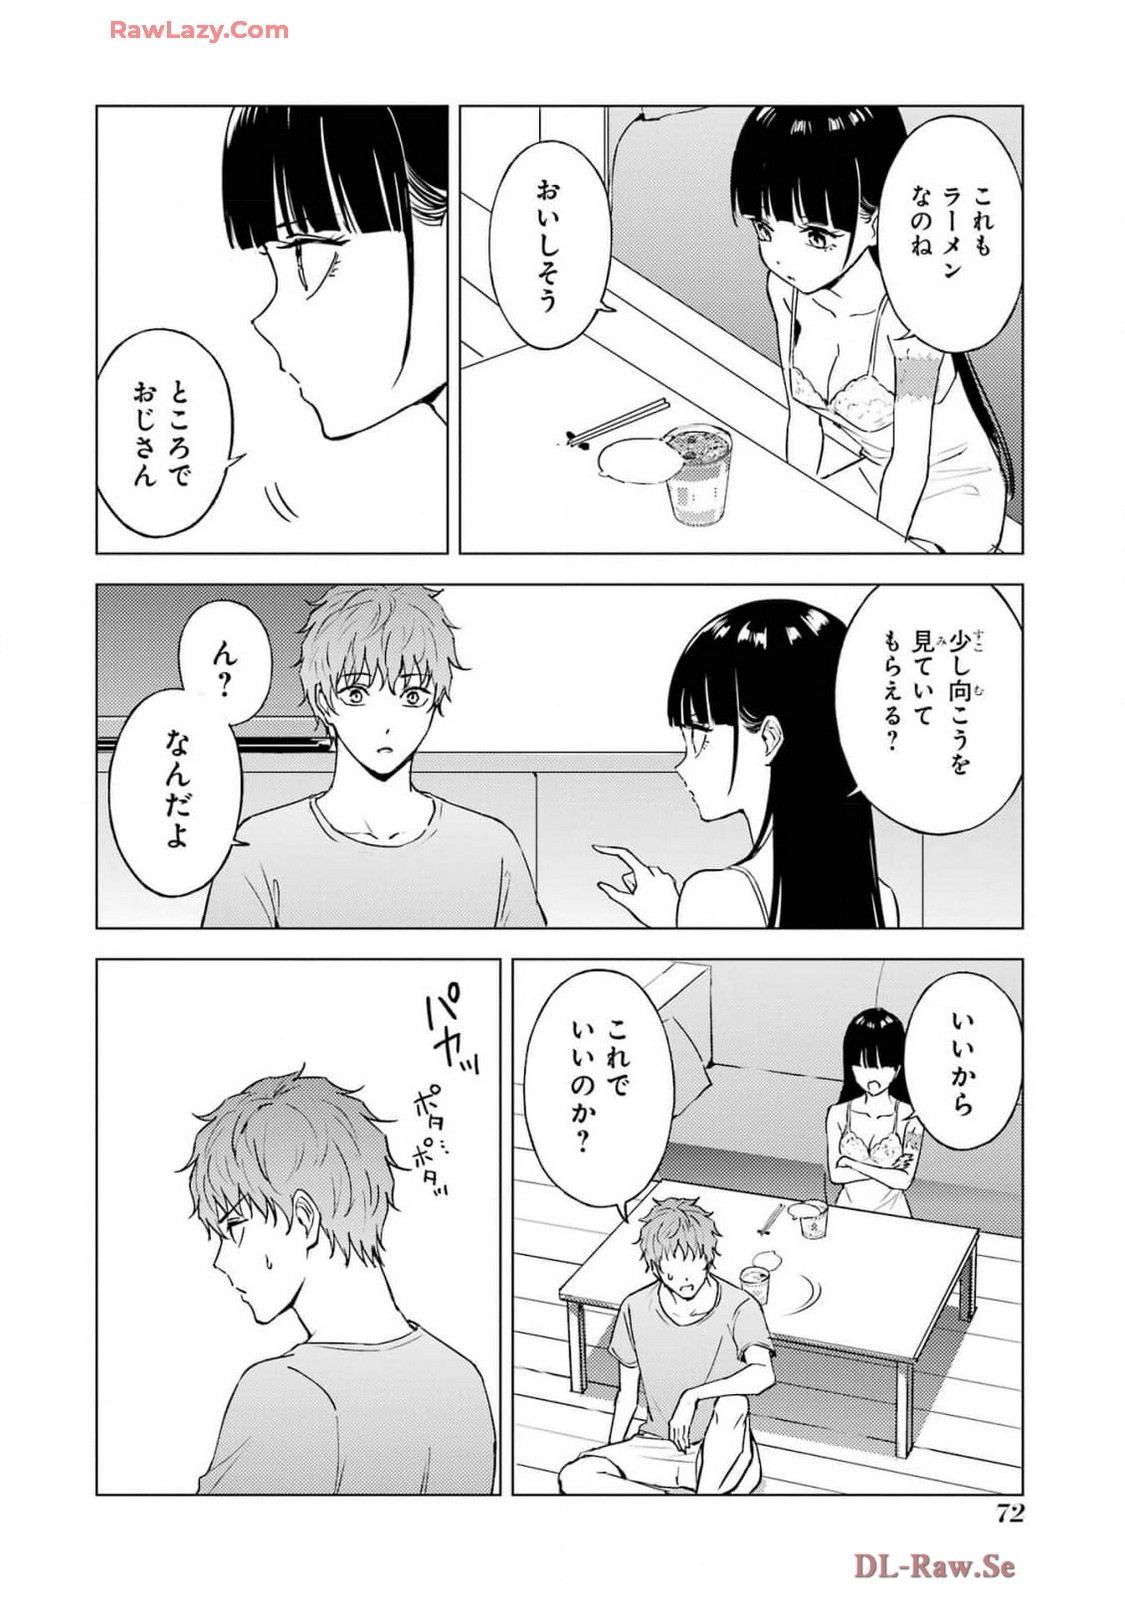 RawLazy.Com
これも
ラーメン
なのね
おいしそう
ところで
おじさん
少し向こうを
見ていて
もらえる?
ん?
なんだよ
いいから
これで
いいのか?
パカッ
ポタ…
ポタッ
72
DL-Raw.Se